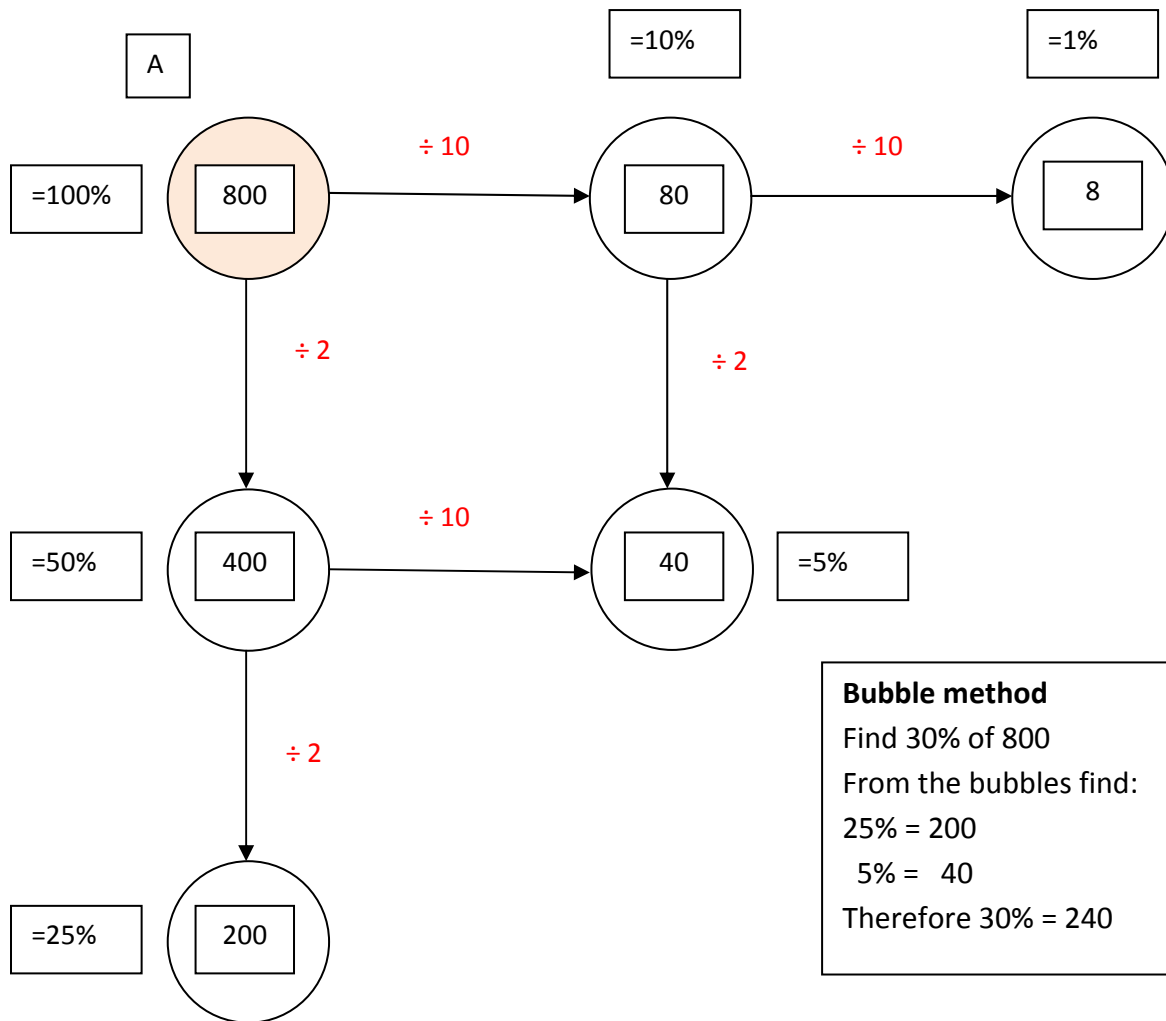 A
=10%
=1%
÷ 10
÷ 10
=100%
800
80
8
÷ 2
÷ 2
÷ 10
=50%
400
40
=5%
÷ 2
Bubble method
Find 30% of 800
From the bubbles find:
25% = 200
5% = 40
Therefore 30% = 240
=25%
200